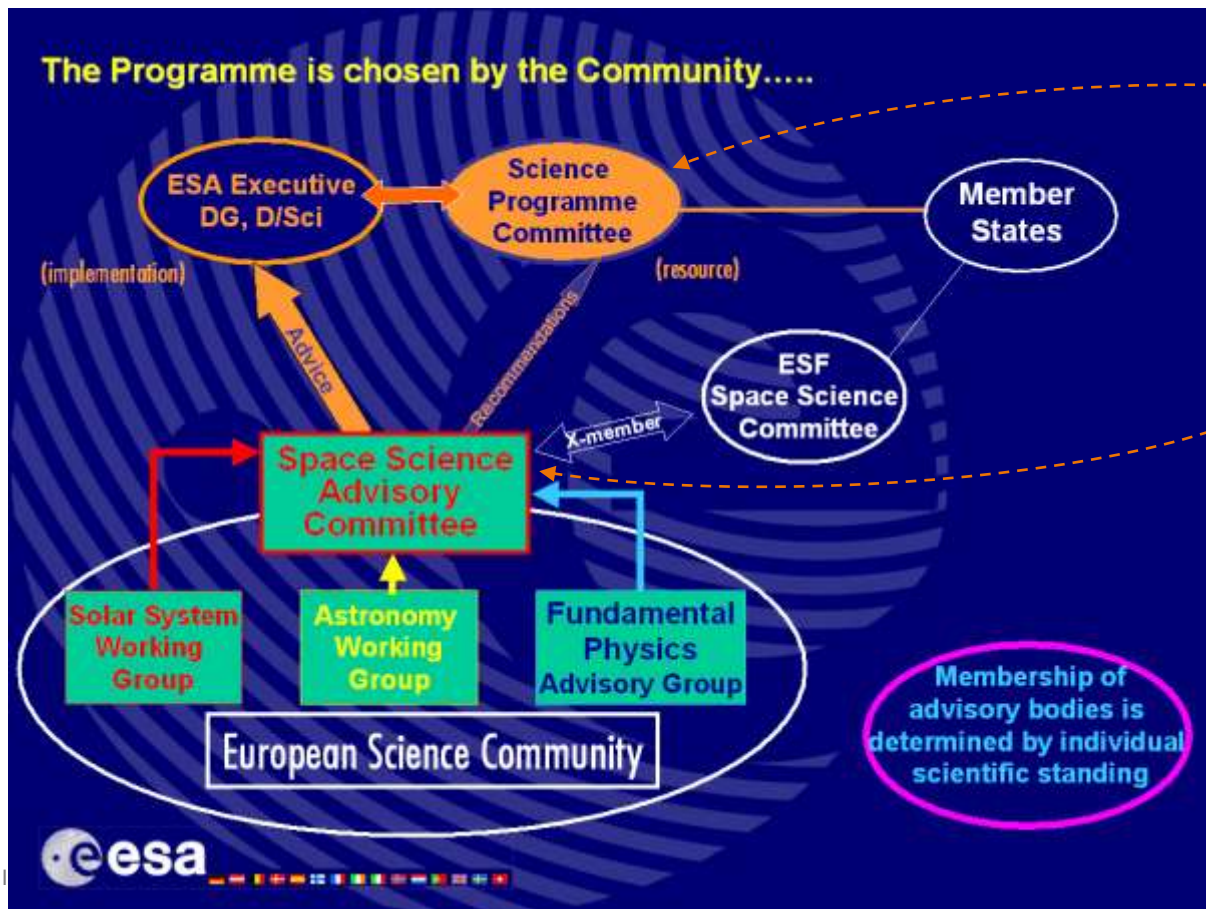 The Programme is chosen by the Community.....
ESA Executive
DG, D/Sci
Science
Programme
Committee
Member
States
(implementation)
(resource)
Advice
Recommendations
ESF
Space Science
Committee
X-member
Space Science
Advisory
Committee
Solar System
Working
Group
Astronomy
Working
Group
Fundamental
Physics
Advisory Group
European Science Community
Membership of
advisory bodies is
determined by individual
scientific standing
esa